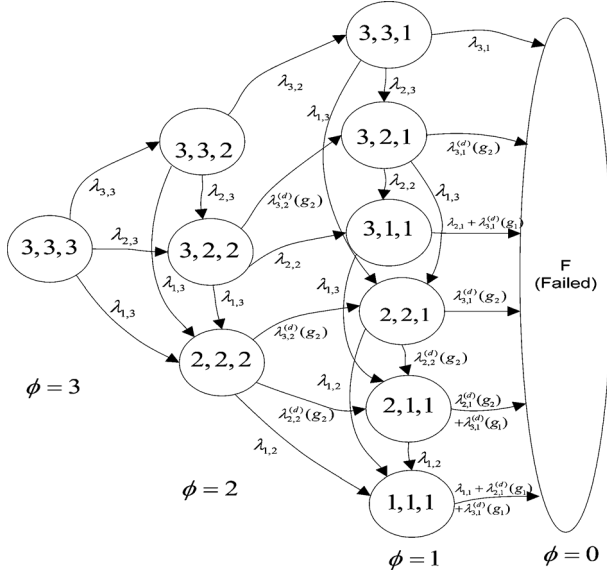 3,3,1
λ3,1
λ3,2
λ1,3
λ2,3
3,3,2
3,2,1
λ3,1^(d)(g2)
λ3,3
λ2,3
λ3,2^(d)(g2)
λ2,2
λ1,3
3,3,3
λ2,3
3,2,2
λ2,2
3,1,1
λ2,1 + λ3,1^(d)(g1)
F
(Failed)
λ1,3
λ1,3
λ1,3
λ1,3
2,2,1
λ3,1^(d)(g2)
2,2,2
λ3,2^(d)(g2)
λ2,2^(d)(g2)
ϕ = 3
λ1,2
λ2,2^(d)(g2)
2,1,1
λ2,1^(d)(g2)
+λ3,1^(d)(g1)
λ1,2
λ1,2
ϕ = 2
1,1,1
λ1,1 + λ2,1^(d)(g1)
+λ3,1^(d)(g1)
ϕ = 1
ϕ = 0